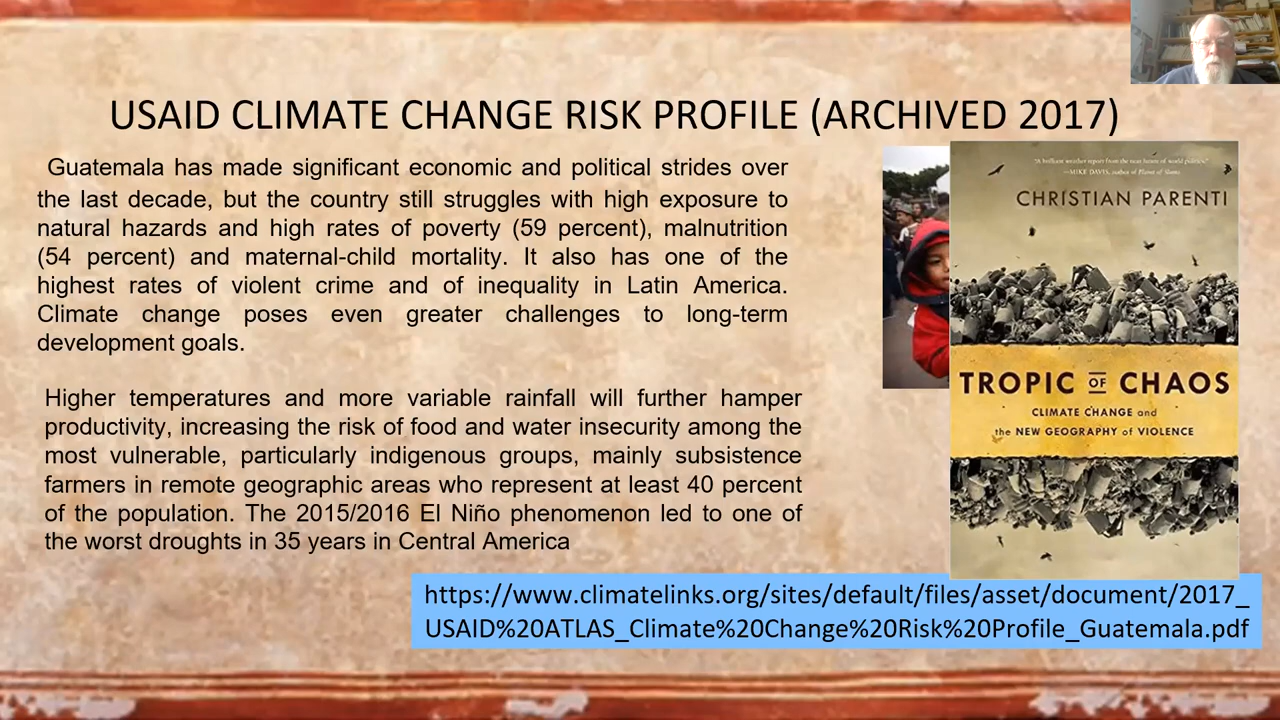 USAID CLIMATE CHANGE RISK PROFILE (ARCHIVED 2017)
Guatemala has made significant economic and political strides over
the last decade, but the country still struggles with high exposure to
natural hazards and high rates of poverty (59 percent), malnutrition
(54 percent) and maternal-child mortality. It also has one of the
highest rates of violent crime and of inequality in Latin America.
Climate change poses even greater challenges to long-term
development goals.
Higher temperatures and more variable rainfall will further hamper
productivity, increasing the risk of food and water insecurity among the
most vulnerable, particularly indigenous groups, mainly subsistence
farmers in remote geographic areas who represent at least 40 percent
of the population. The 2015/2016 El Niño phenomenon led to one of
the worst droughts in 35 years in Central America
"A brilliant weather report from the near future of world politics."
—MIKE DAVIS, author of Planet of Slums
CHRISTIAN PARENTI
TROPIC OF CHAOS
CLIMATE CHANGE and
the NEW GEOGRAPHY of VIOLENCE
https://www.climatelinks.org/sites/default/files/asset/document/2017_
USAID%20ATLAS_Climate%20Change%20Risk%20Profile_Guatemala.pdf